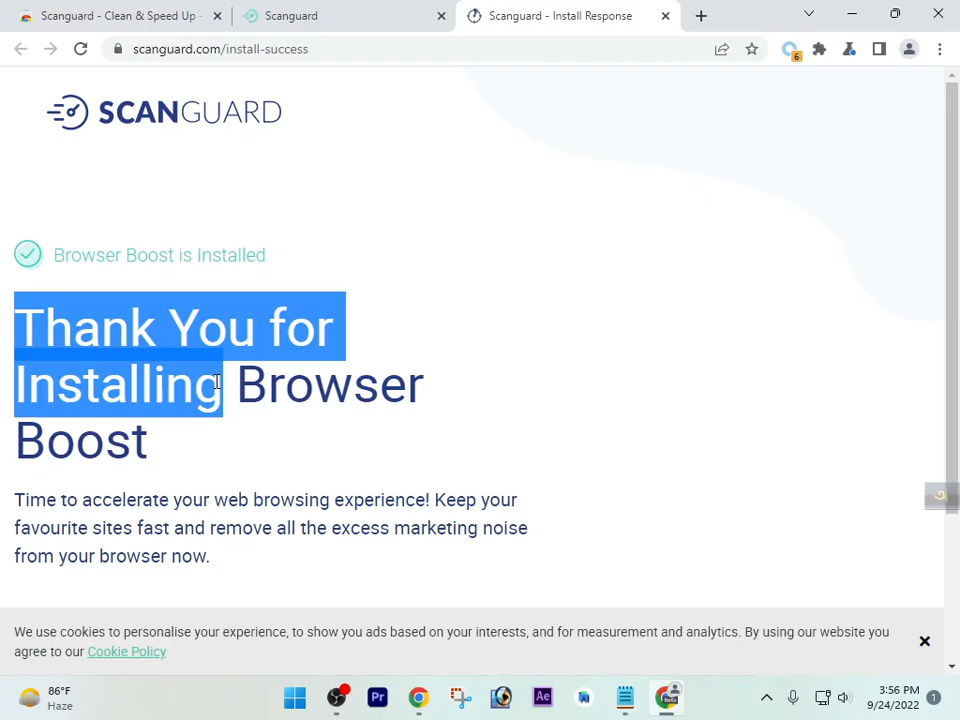 Scanguard - Clean & Speed Up -
Scanguard
Scanguard - Install Response
scanguard.com/install-success
6
SCANGUARD
Browser Boost is Installed
Thank You for
Installing Browser
Boost
Time to accelerate your web browsing experience! Keep your
favourite sites fast and remove all the excess marketing noise
from your browser now.
We use cookies to personalise your experience, to show you ads based on your interests, and for measurement and analytics. By using our website you
agree to our Cookie Policy
86°F
Haze
Pr
Ae
3:56 PM
9/24/2022
1